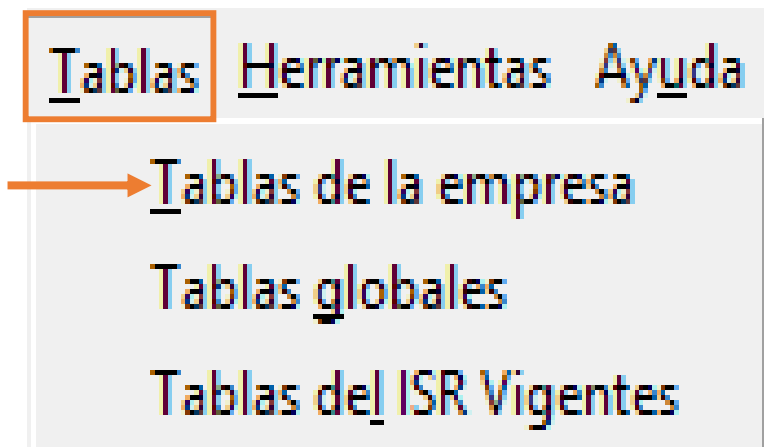 Tablas Herramientas Ayuda
Tablas de la empresa
Tablas globales
Tablas del ISR Vigentes